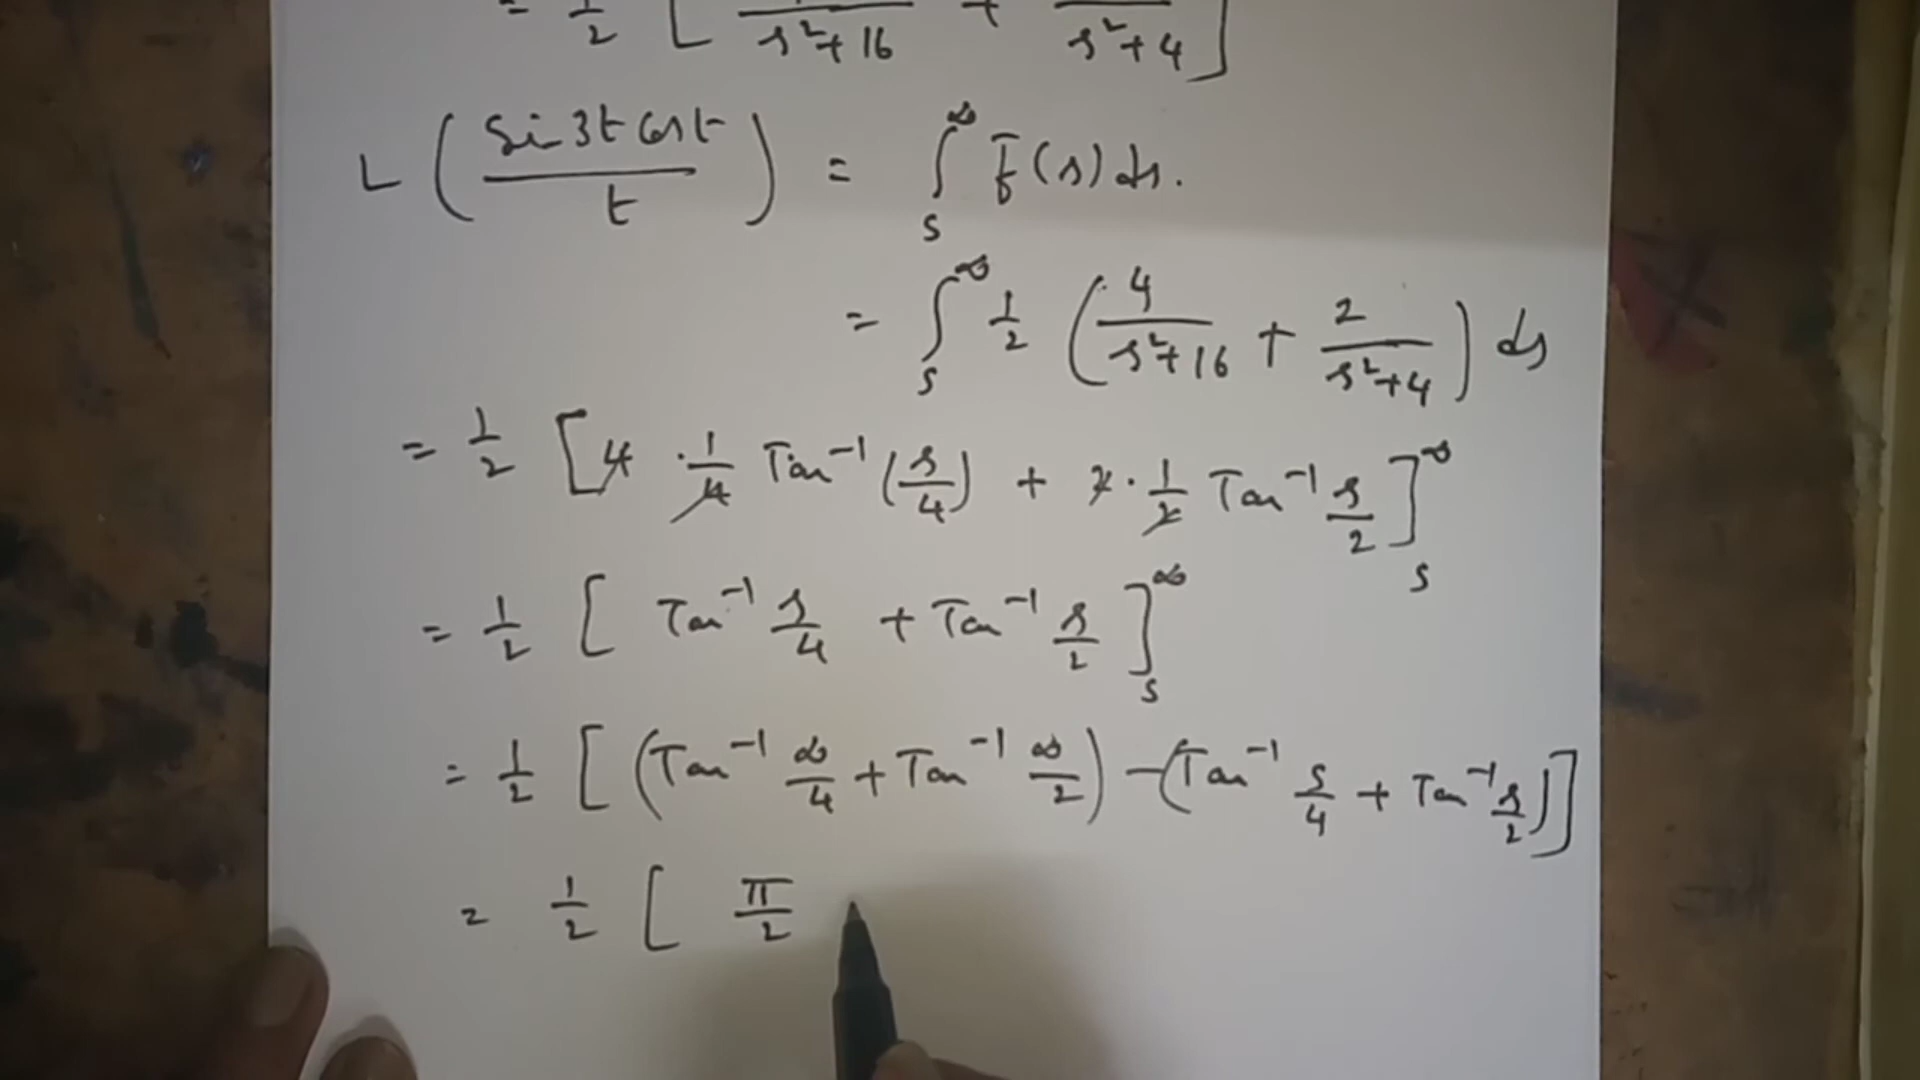 = 1/2 [ /s²+16 + /s²+4 ]
L ( Sin3t Cost / t ) = ∫_S^∞ f̄(s) ds.
= ∫_S^∞ 1/2 ( 4/s²+16 + 2/s²+4 ) ds
= 1/2 [ 4 · 1/4 Tan⁻¹ (s/4) + 2 · 1/2 Tan⁻¹ s/2 ]_S^∞
= 1/2 [ Tan⁻¹ s/4 + Tan⁻¹ s/2 ]_S^∞
= 1/2 [ (Tan⁻¹ ∞/4 + Tan⁻¹ ∞/2) - (Tan⁻¹ S/4 + Tan⁻¹ s/2) ]
= 1/2 [ π/2